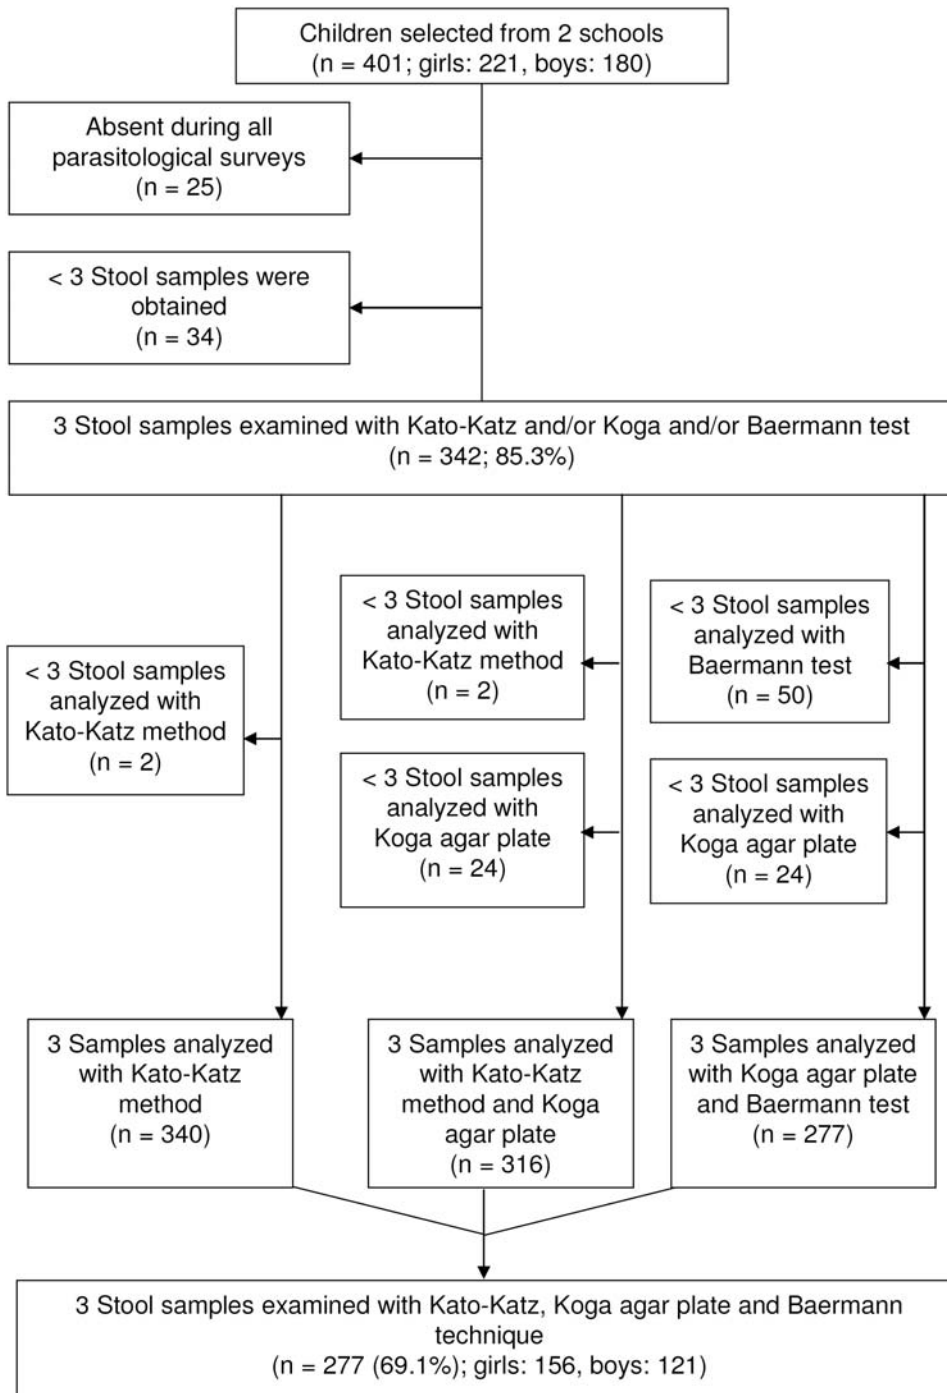 Children selected from 2 schools
(n = 401; girls: 221, boys: 180)
Absent during all
parasitological surveys
(n = 25)
< 3 Stool samples were
obtained
(n = 34)
3 Stool samples examined with Kato-Katz and/or Koga and/or Baermann test
(n = 342; 85.3%)
< 3 Stool samples
analyzed with
Kato-Katz method
(n = 2)
< 3 Stool samples
analyzed with
Kato-Katz method
(n = 2)
< 3 Stool samples
analyzed with
Koga agar plate
(n = 24)
< 3 Stool samples
analyzed with
Baermann test
(n = 50)
< 3 Stool samples
analyzed with
Koga agar plate
(n = 24)
3 Samples analyzed
with Kato-Katz
method
(n = 340)
3 Samples analyzed
with Kato-Katz
method and Koga
agar plate
(n = 316)
3 Samples analyzed
with Koga agar plate
and Baermann test
(n = 277)
3 Stool samples examined with Kato-Katz, Koga agar plate and Baermann
technique
(n = 277 (69.1%); girls: 156, boys: 121)